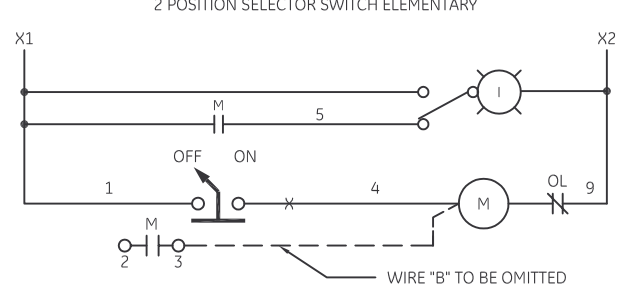 2 POSITION SELECTOR SWITCH ELEMENTARY
X1
X2
I
M
5
OFF ON
1
X
4
M
OL
9
M
2
3
WIRE "B" TO BE OMITTED